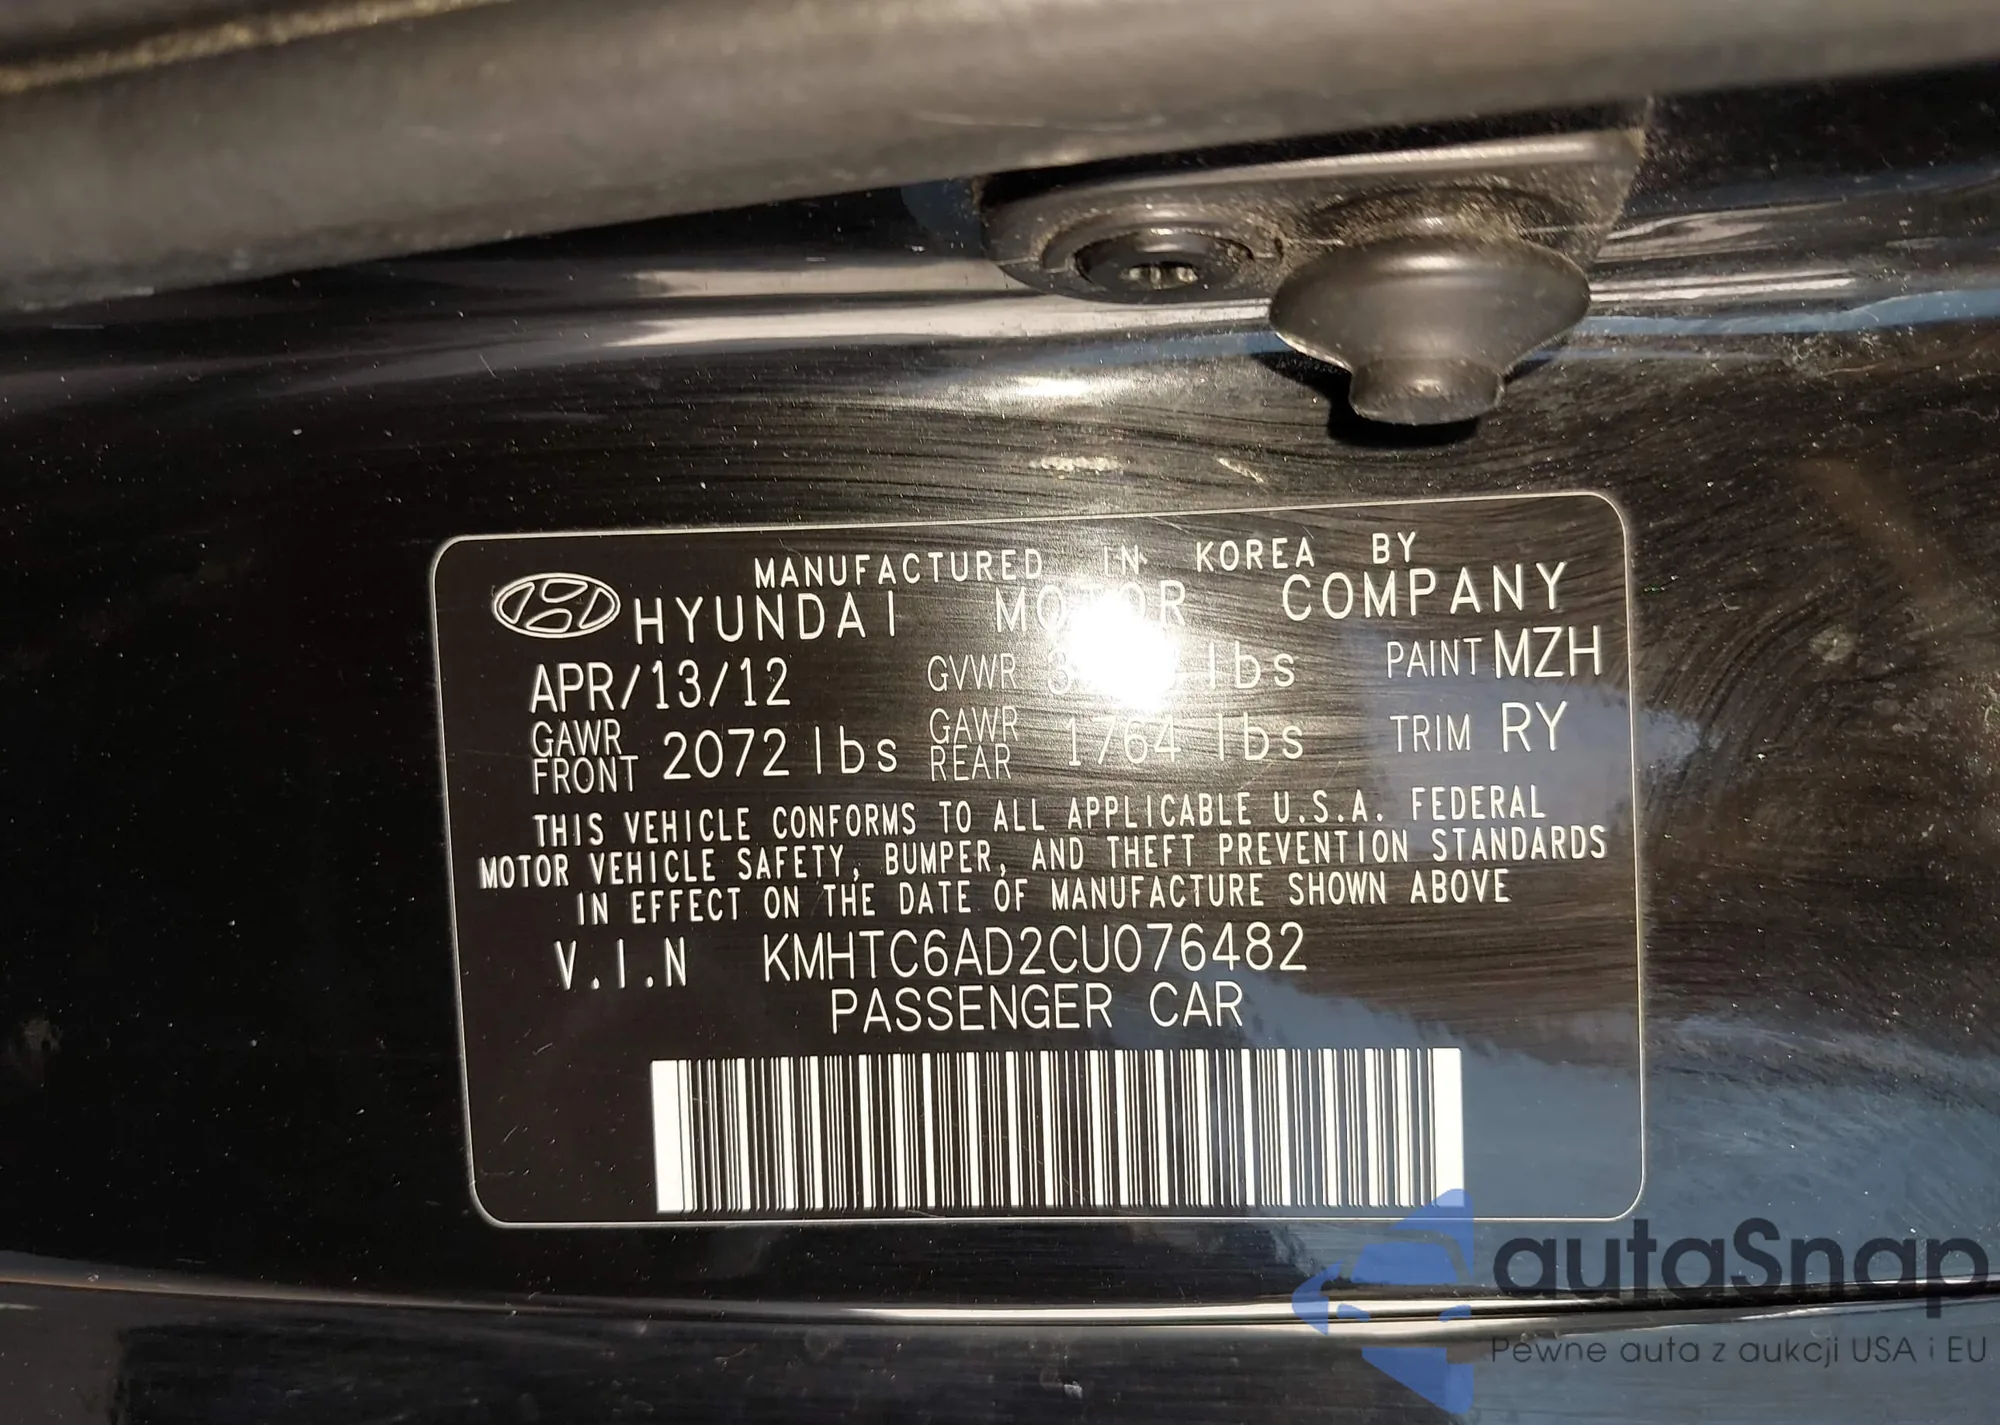 MANUFACTURED IN KOREA BY
HYUNDAI MOTOR COMPANY
APR/13/12 GVWR lbs PAINT MZH
GAWR FRONT 2072 lbs GAWR REAR 1764 lbs TRIM RY
THIS VEHICLE CONFORMS TO ALL APPLICABLE U.S.A. FEDERAL
MOTOR VEHICLE SAFETY, BUMPER, AND THEFT PREVENTION STANDARDS
IN EFFECT ON THE DATE OF MANUFACTURE SHOWN ABOVE
V.I.N KMHTC6AD2CU076482
PASSENGER CAR
autaSnap
Pewne auta z aukcji USA i EU